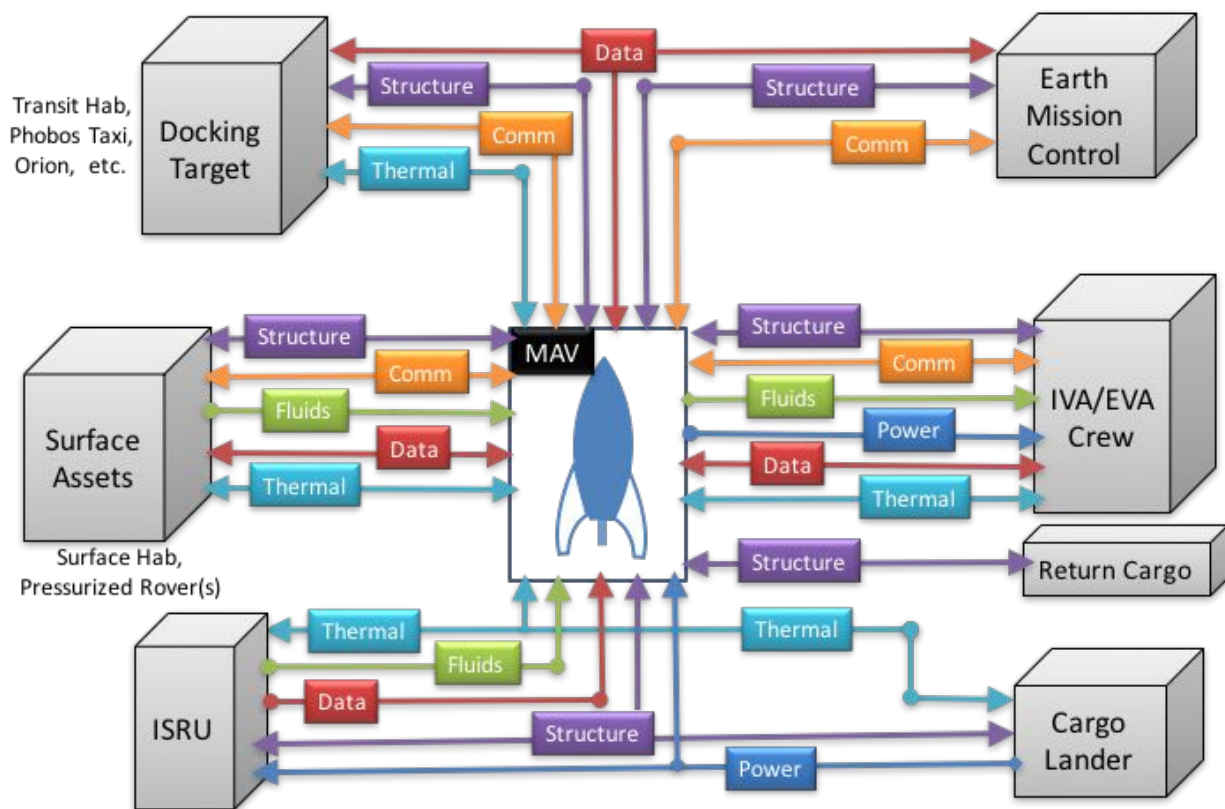 Data
Structure
Structure
Earth
Mission
Control
Transit Hab,
Phobos Taxi,
Orion, etc.
Docking
Target
Comm
Comm
Thermal
MAV
Structure
Comm
Fluids
Data
Thermal
Surface
Assets
Surface Hab,
Pressurized Rover(s)
Structure
Comm
Fluids
Power
Data
Thermal
IVA/EVA
Crew
Structure
Return Cargo
Thermal
Thermal
Fluids
Data
ISRU
Structure
Power
Cargo
Lander